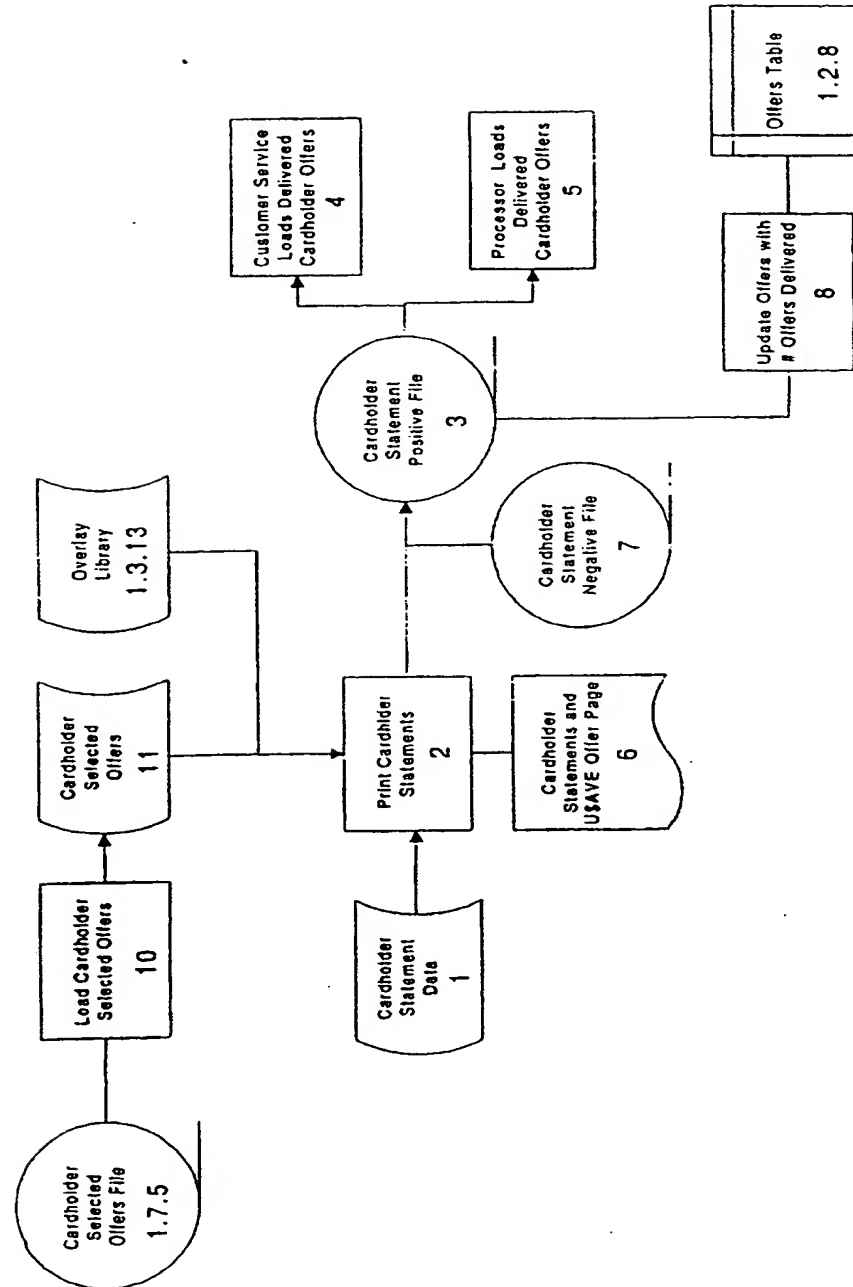 Cardholder
Selected
Offers File
1.7.5
Load Cardholder
Selected Offers
10
Cardholder
Selected
Offers
11
Overlay
Library
1.3.13
Cardholder
Statement
Data
1
Print Cardhlder
Statements
2
Cardholder
Statements and
U$AVE Offer Page
6
Cardholder
Statement
Negative File
7
Cardholder
Statement
Positive File
3
Customer Service
Loads Delivered
Cardholder Offers
4
Processor Loads
Delivered
Cardholder Offers
5
Update Offers with
# Offers Delivered
8
Offers Table
1.2.8